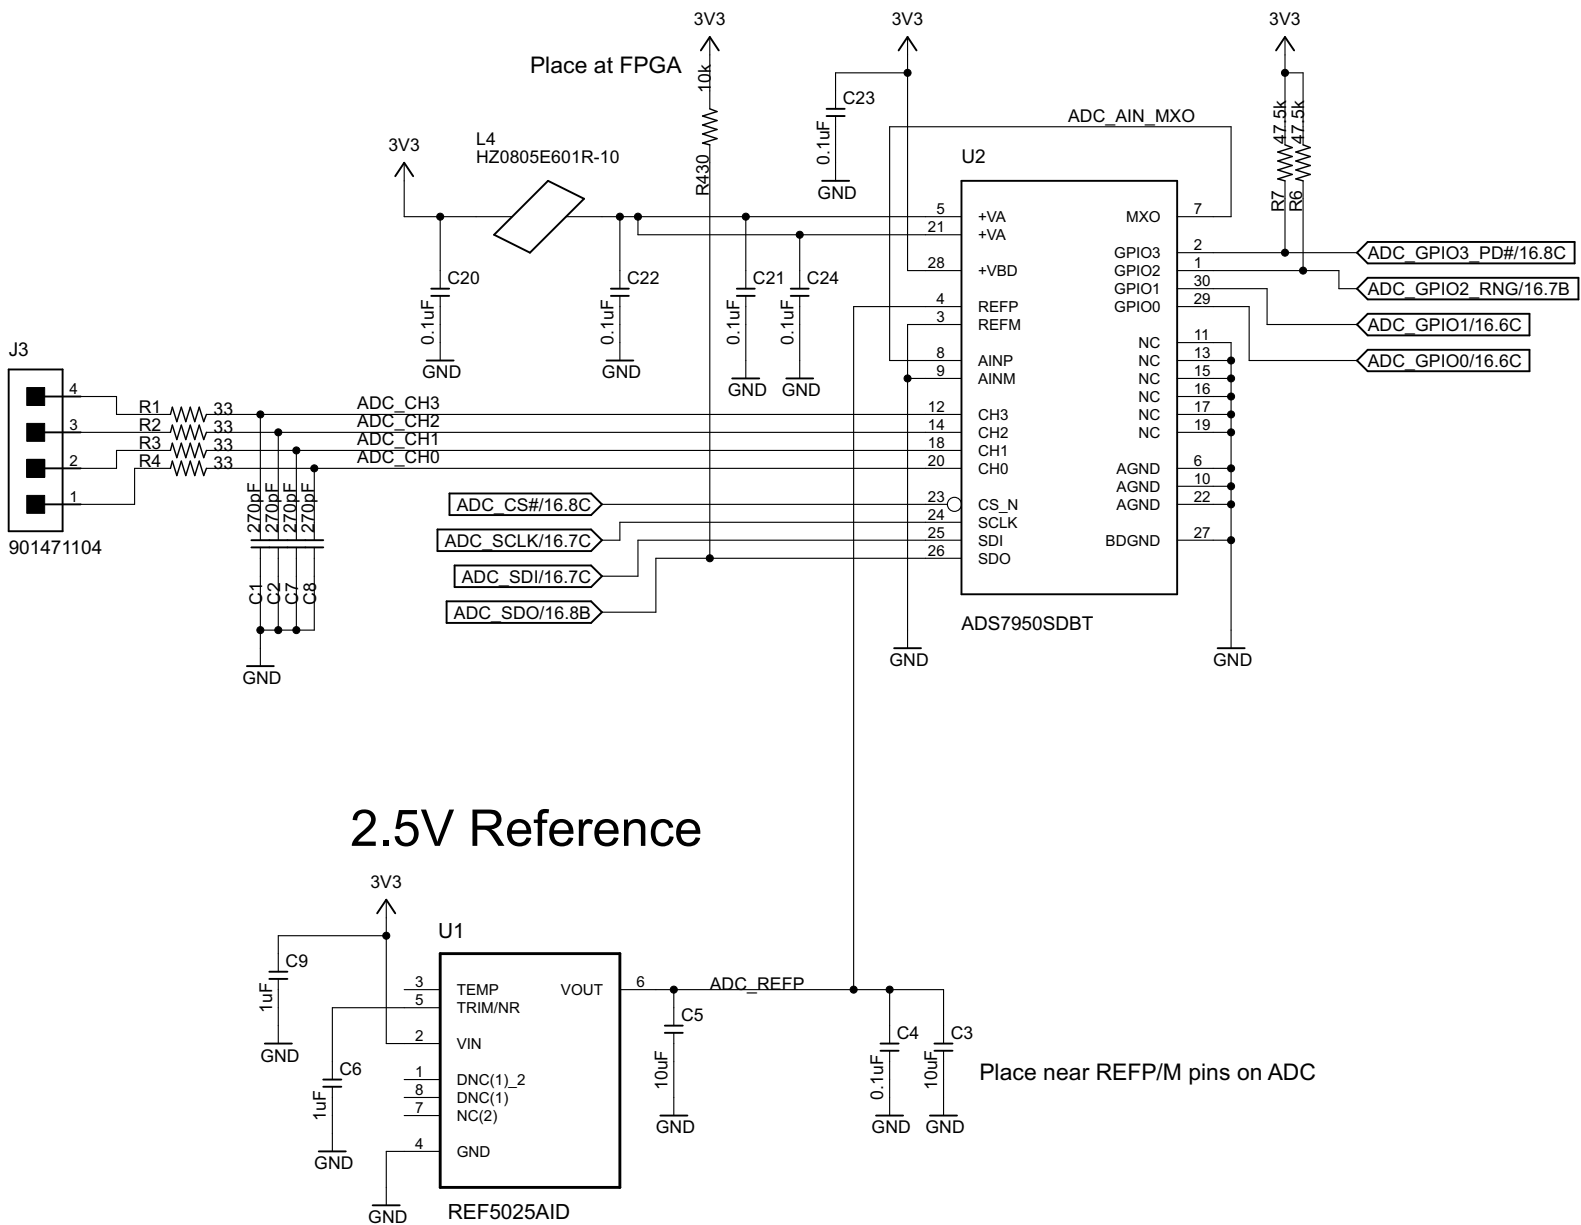 3V3
3V3
3V3
Place at FPGA
10k
R430
C23
0.1uF
GND
ADC_AIN_MXO
47.5k
47.5k
R7
R6
3V3
L4
HZ0805E601R-10
U2
5
+VA
21
+VA
28
+VBD
4
REFP
3
REFM
8
AINP
9
AINM
12
CH3
14
CH2
18
CH1
20
CH0
23
CS_N
24
SCLK
25
SDI
26
SDO
MXO
7
GPIO3
2
GPIO2
1
GPIO1
30
GPIO0
29
NC
11
NC
13
NC
15
NC
16
NC
17
NC
19
AGND
6
AGND
10
AGND
22
BDGND
27
ADS7950SDBT
ADC_GPIO3_PD#/16.8C
ADC_GPIO2_RNG/16.7B
ADC_GPIO1/16.6C
ADC_GPIO0/16.6C
C20
0.1uF
GND
C22
0.1uF
GND
C21
0.1uF
GND
C24
0.1uF
GND
J3
4
3
2
1
901471104
R1
33
ADC_CH3
R2
33
ADC_CH2
R3
33
ADC_CH1
R4
33
ADC_CH0
270pF
270pF
270pF
270pF
C1
C2
C7
C8
GND
ADC_CS#/16.8C
ADC_SCLK/16.7C
ADC_SDI/16.7C
ADC_SDO/16.8B
GND
GND
2.5V Reference
3V3
U1
C9
1uF
GND
C6
1uF
GND
3
TEMP
5
TRIM/NR
2
VIN
1
DNC(1)_2
8
DNC(1)
7
NC(2)
4
GND
VOUT
6
ADC_REFP
GND
REF5025AID
C5
10uF
GND
C4
0.1uF
GND
C3
10uF
GND
Place near REFP/M pins on ADC